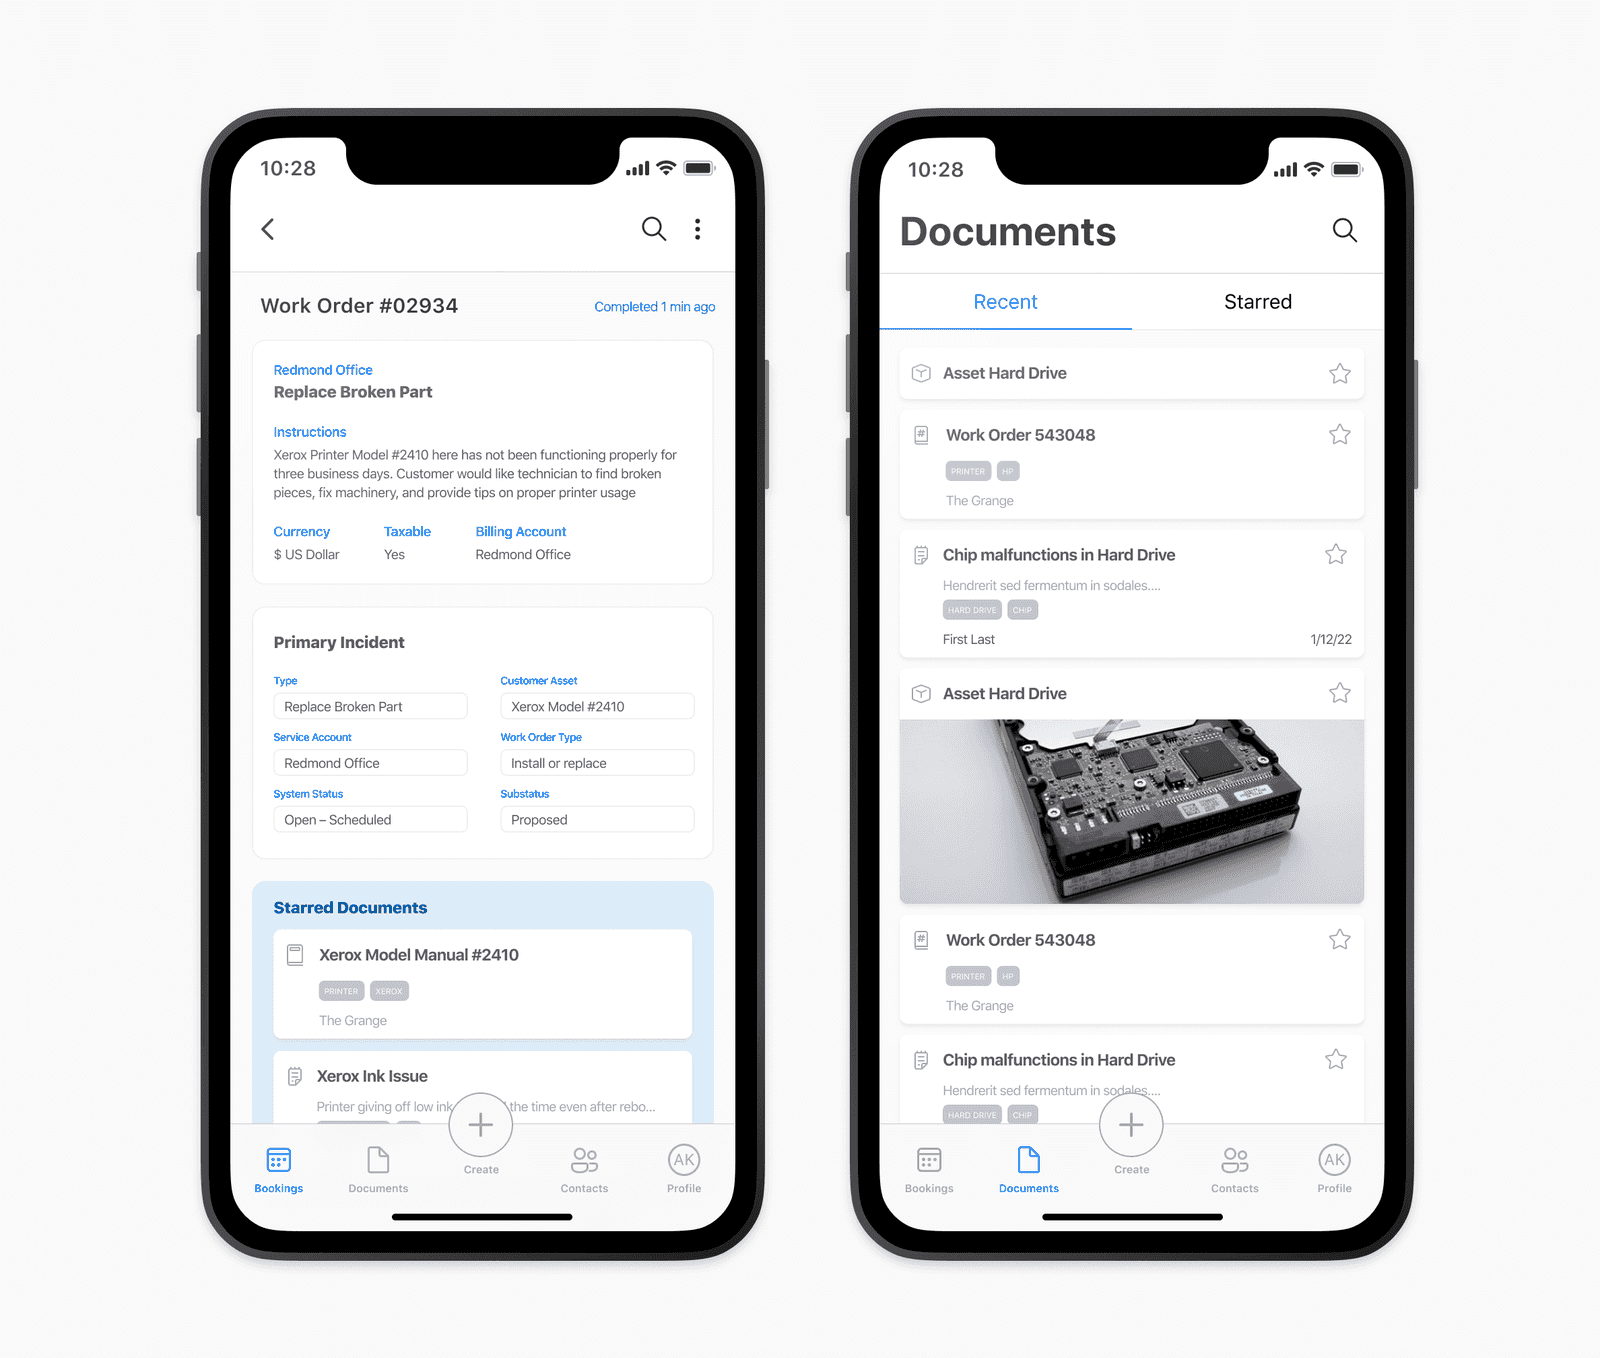 10:28
Work Order #02934
Completed 1 min ago
Redmond Office
Replace Broken Part
Instructions
Xerox Printer Model #2410 here has not been functioning properly for
three business days. Customer would like technician to find broken
pieces, fix machinery, and provide tips on proper printer usage
Currency Taxable Billing Account
$ US Dollar Yes Redmond Office
Primary Incident
Type Customer Asset
Replace Broken Part Xerox Model #2410
Service Account Work Order Type
Redmond Office Install or replace
System Status Substatus
Open – Scheduled Proposed
Starred Documents
Xerox Model Manual #2410
PRINTER XEROX
The Grange
Xerox Ink Issue
Printer giving off low ink the time even after rebo...
Bookings Documents Create Contacts AK Profile
10:28
Documents
Recent Starred
Asset Hard Drive
# Work Order 543048
PRINTER HP
The Grange
Chip malfunctions in Hard Drive
Hendrerit sed fermentum in sodales....
HARD DRIVE CHIP
First Last 1/12/22
Asset Hard Drive
# Work Order 543048
PRINTER HP
The Grange
Chip malfunctions in Hard Drive
Hendrerit sed fermentum in sodales....
HARD DRIVE CHIP
Bookings Documents Create Contacts AK Profile